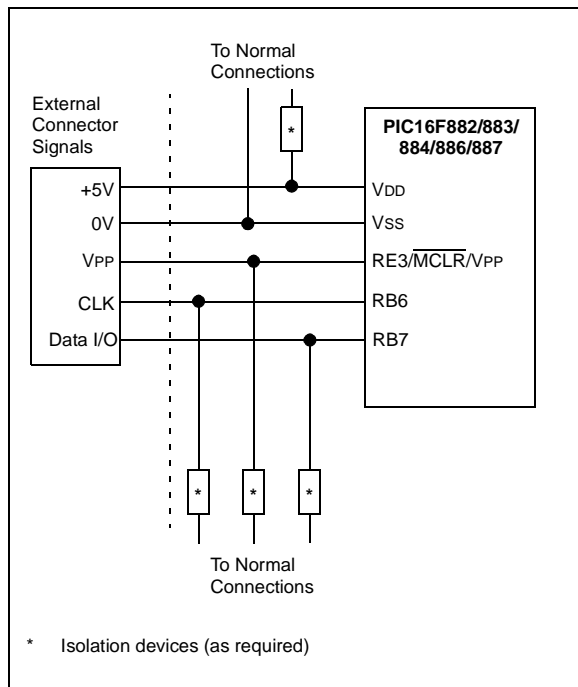 To Normal
Connections
External
Connector
Signals
*
PIC16F882/883/
884/886/887
+5V
VDD
0V
VSS
VPP
RE3/MCLR/VPP
CLK
RB6
Data I/O
RB7
* * *
To Normal
Connections
* Isolation devices (as required)